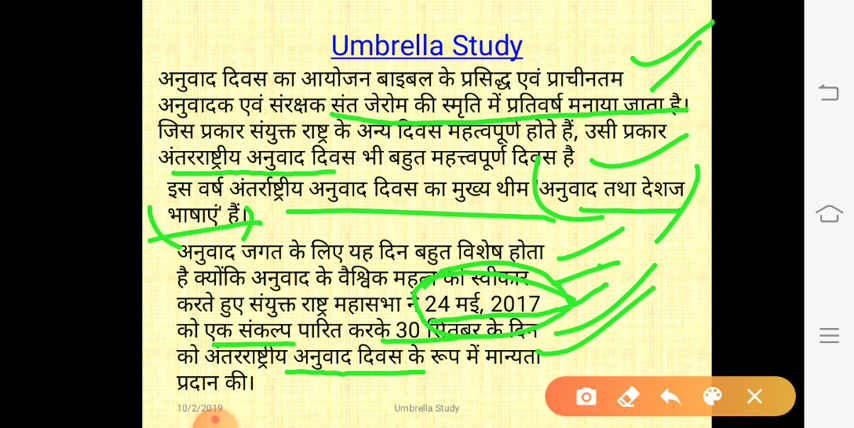 Umbrella Study
अनुवाद दिवस का आयोजन बाइबल के प्रसिद्ध एवं प्राचीनतम
अनुवादक एवं संरक्षक संत जेरोम की स्मृति में प्रतिवर्ष मनाया जाता है।
जिस प्रकार संयुक्त राष्ट्र के अन्य दिवस महत्वपूर्ण होते हैं, उसी प्रकार
अंतरराष्ट्रीय अनुवाद दिवस भी बहुत महत्त्वपूर्ण दिवस है
इस वर्ष अंतर्राष्ट्रीय अनुवाद दिवस का मुख्य थीम 'अनुवाद तथा देशज
भाषाएं' हैं।
अनुवाद जगत के लिए यह दिन बहुत विशेष होता
है क्योंकि अनुवाद के वैश्विक महत्व को स्वीकार
करते हुए संयुक्त राष्ट्र महासभा ने 24 मई, 2017
को एक संकल्प पारित करके 30 सितंबर के दिन
को अंतरराष्ट्रीय अनुवाद दिवस के रूप में मान्यता
प्रदान की।
10/2/2019 Umbrella Study